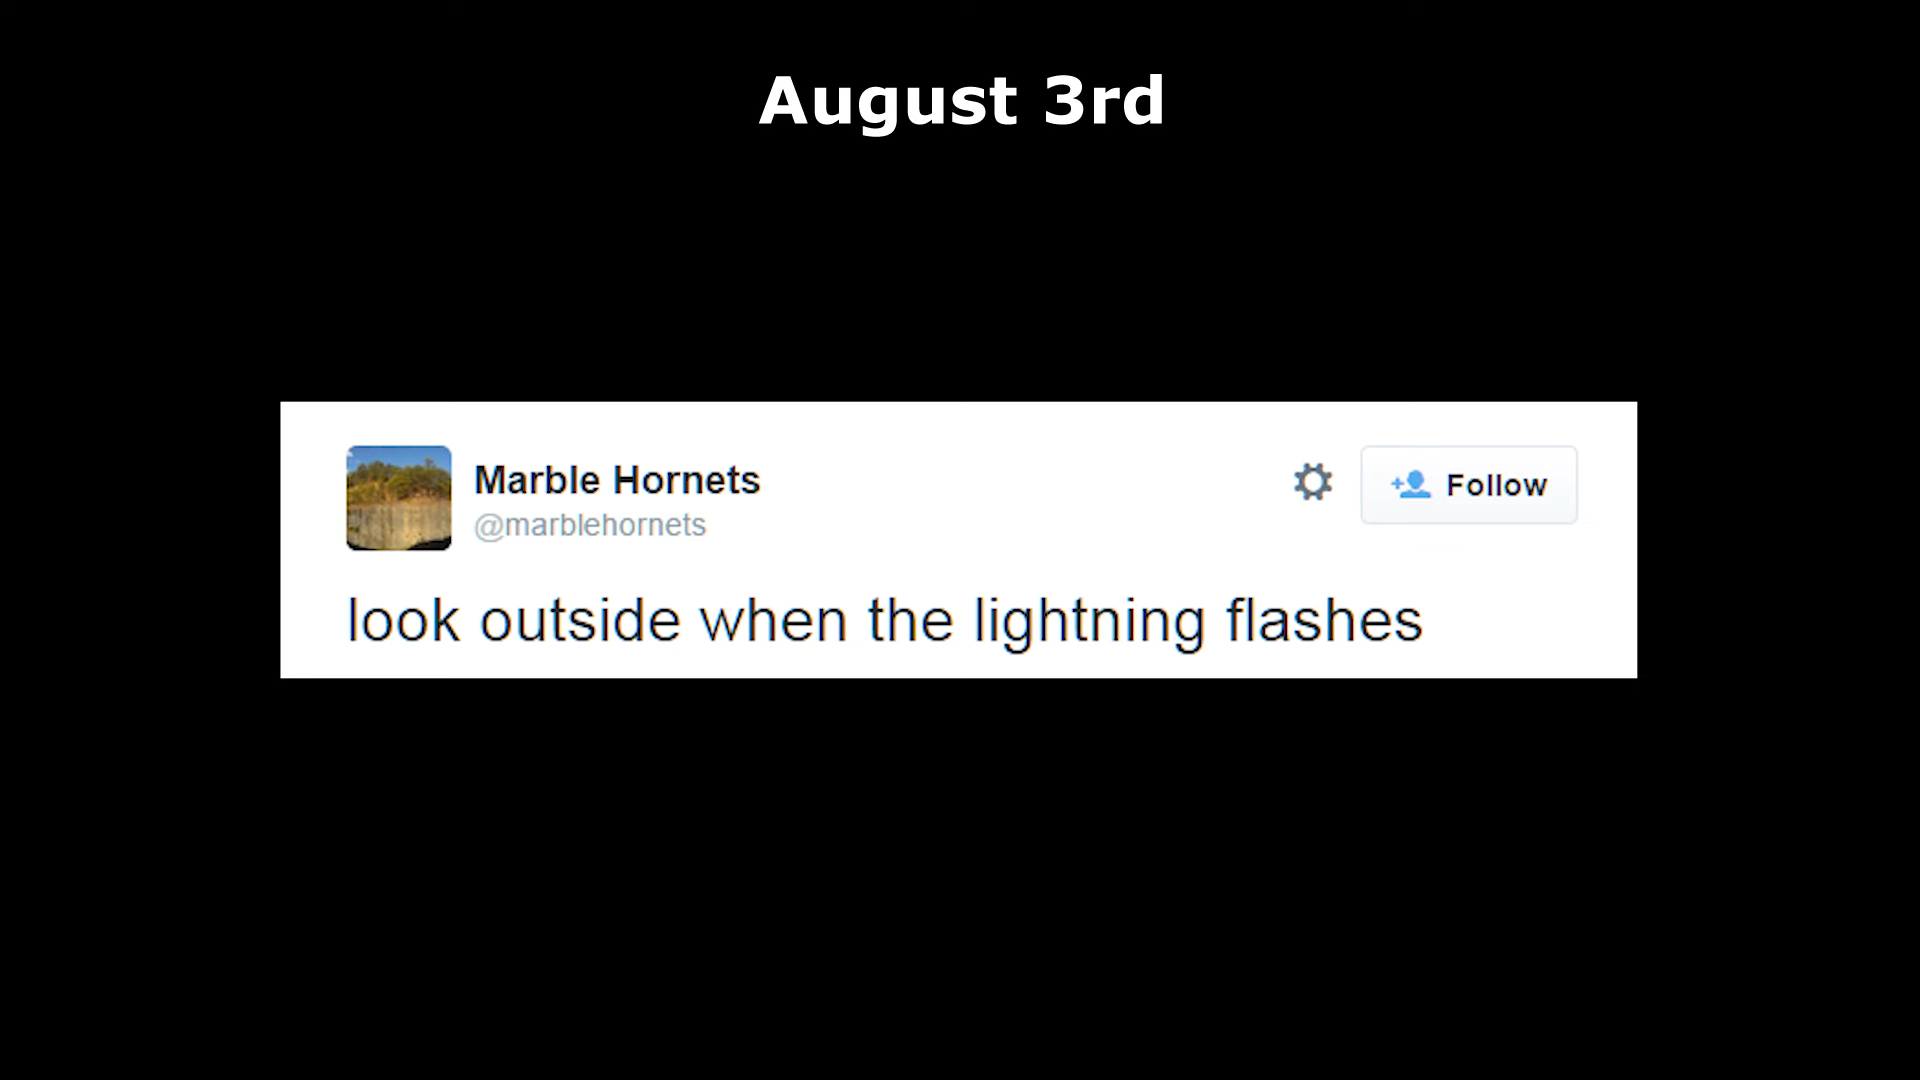 August 3rd
Marble Hornets
@marblehornets
Follow
look outside when the lightning flashes